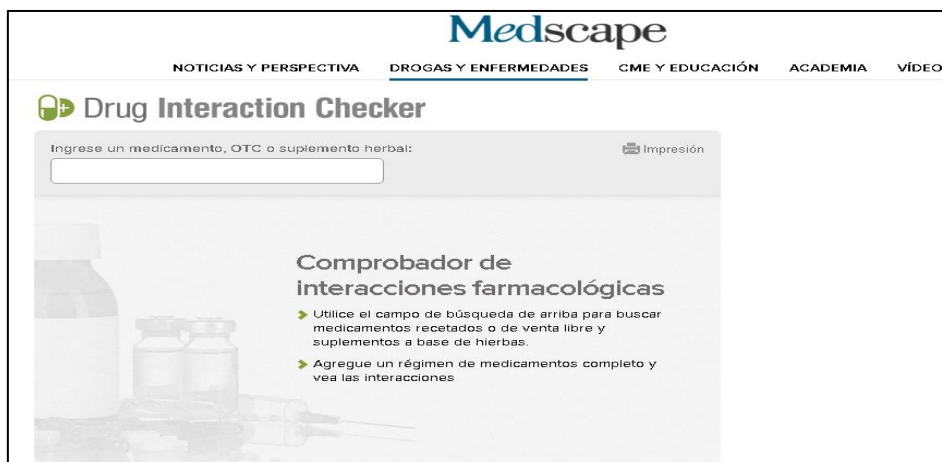 Medscape
NOTICIAS Y PERSPECTIVA DROGAS Y ENFERMEDADES CME Y EDUCACIÓN ACADEMIA VÍDEO
Drug Interaction Checker
Ingrese un medicamento, OTC o suplemento herbal:
Impresión
Comprobador de
interacciones farmacológicas
Utilice el campo de búsqueda de arriba para buscar
medicamentos recetados o de venta libre y
suplementos a base de hierbas.
Agregue un régimen de medicamentos completo y
vea las interacciones